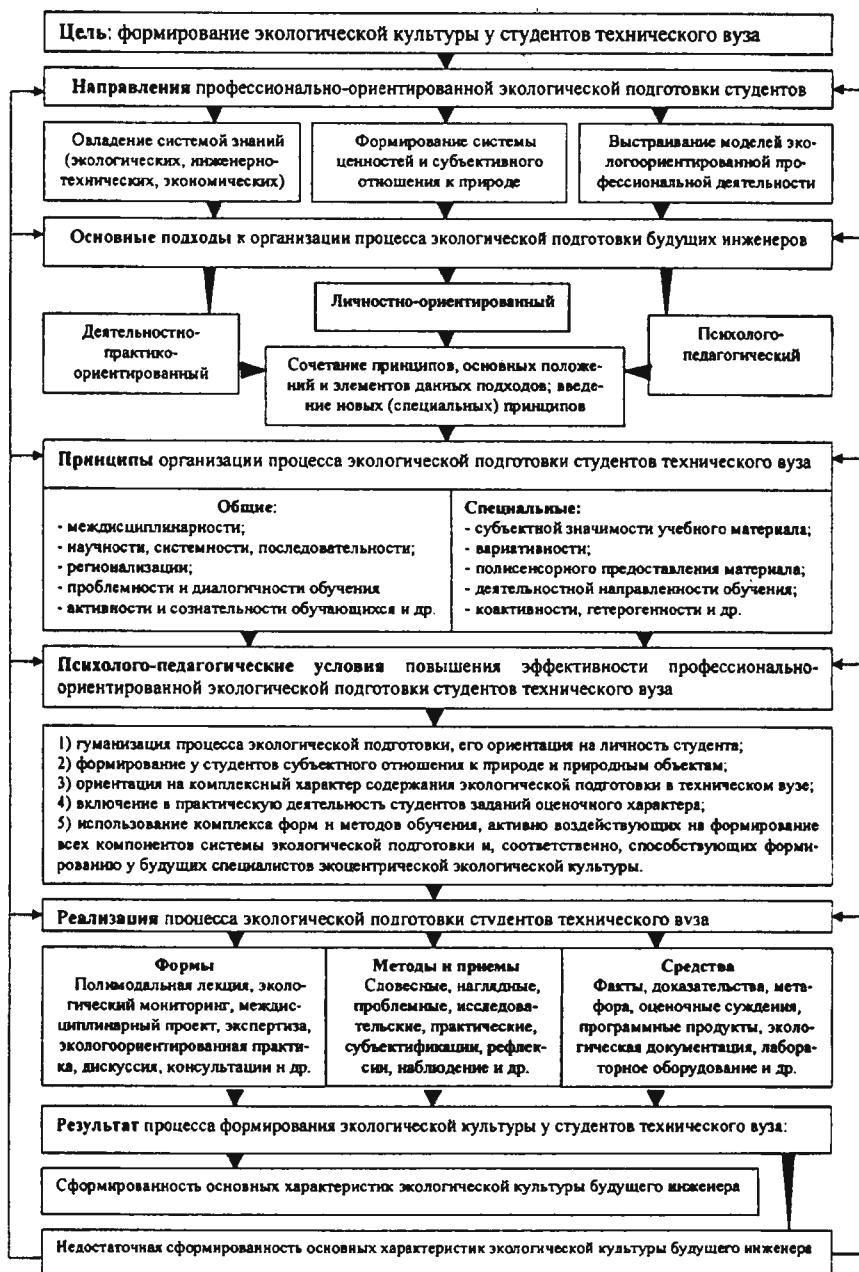 Цель: формирование экологической культуры у студентов технического вуза
Направления профессионально-ориентированной экологической подготовки студентов
Овладение системой знаний
(экологических, инженерно-
технических, экономических)
Формирование системы
ценностей и субъективного
отношения к природе
Выстраивание моделей эко-
логоориентированной про-
фессиональной деятельности
Основные подходы к организации процесса экологической подготовки будущих инженеров
Личностно-ориентированный
Деятельностно-
практико-
ориентированный
Психолого-
педагогический
Сочетание принципов, основных положе-
ний и элементов данных подходов; введе-
ние новых (специальных) принципов
Принципы организации процесса экологической подготовки студентов технического вуза
Общие:
- междисциплинарности;
- научности, системности, последовательности;
- регионализации;
- проблемности и диалогичности обучения
- активности и сознательности обучающихся и др.
Специальные:
- субъектной значимости учебного материала;
- вариативности;
- полисенсорного предоставления материала;
- деятельностной направленности обучения;
- коактивности, гетерогенности и др.
Психолого-педагогические условия повышения эффективности профессионально-
ориентированной экологической подготовки студентов технического вуза
1) гуманизация процесса экологической подготовки, его ориентация на личность студента;
2) формирование у студентов субъектного отношения к природе и природным объектам;
3) ориентация на комплексный характер содержания экологической подготовки в техническом вузе;
4) включение в практическую деятельность студентов заданий оценочного характера;
5) использование комплекса форм и методов обучения, активно воздействующих на формирование
всех компонентов системы экологической подготовки и, соответственно, способствующих форми-
рованию у будущих специалистов экоцентрической экологической культуры.
Реализация процесса экологической подготовки студентов технического вуза
Формы
Полимодальная лекция, эколо-
гический мониторинг, междис-
циплинарный проект, экспертиза,
экологоориентированная практи-
ка, дискуссия, консультации и др.
Методы и приемы
Словесные, наглядные,
проблемные, исследова-
тельские, практические,
субъектификации, рефлек-
сии, наблюдение и др.
Средства
Факты, доказательства, мета-
фора, оценочные суждения,
программные продукты, эколо-
гическая документация, лабора-
торное оборудование и др.
Результат процесса формирования экологической культуры у студентов технического вуза:
Сформированность основных характеристик экологической культуры будущего инженера
Недостаточная сформированность основных характеристик экологической культуры будущего инженера